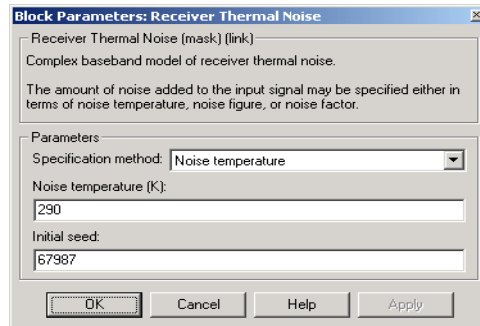 Block Parameters: Receiver Thermal Noise
Receiver Thermal Noise (mask) (link)
Complex baseband model of receiver thermal noise.
The amount of noise added to the input signal may be specified either in
terms of noise temperature, noise figure, or noise factor.
Parameters
Specification method: Noise temperature
Noise temperature (K):
290
Initial seed:
67987
OK Cancel Help Apply